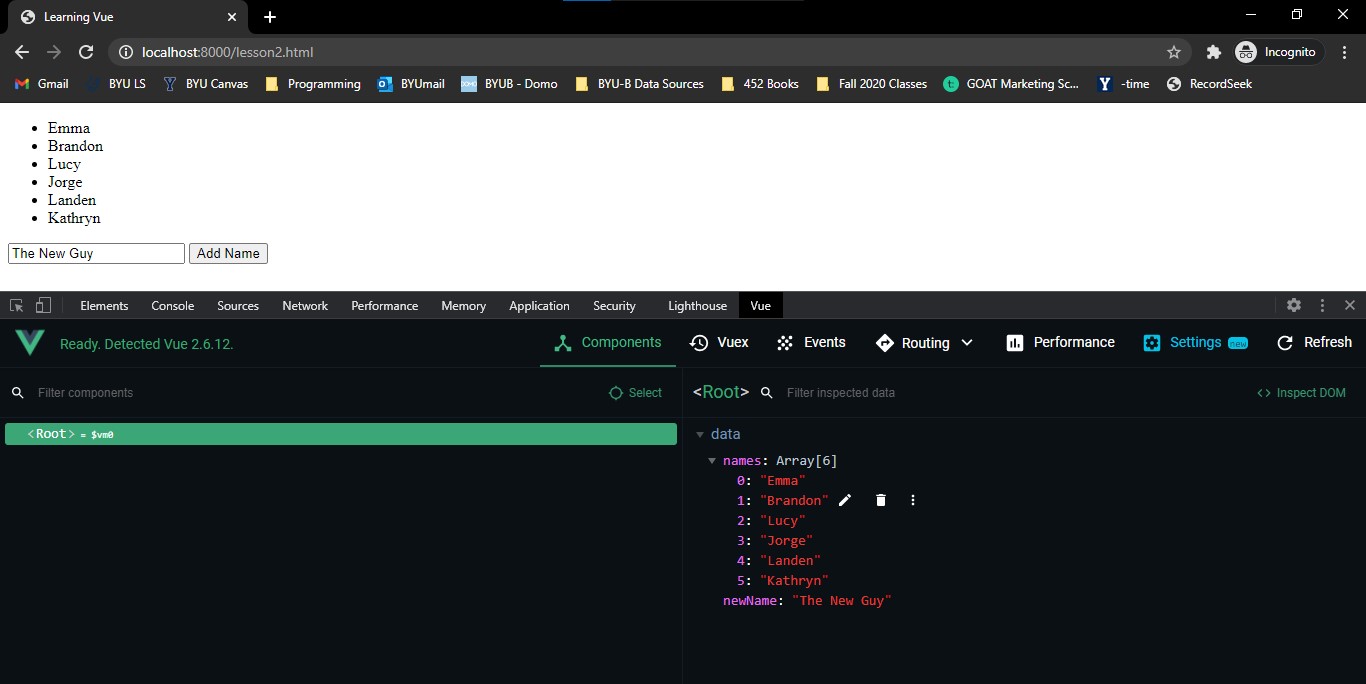 Learning Vue
localhost:8000/lesson2.html
Incognito
Gmail BYU LS BYU Canvas Programming BYUmail BYUB - Domo BYU-B Data Sources 452 Books Fall 2020 Classes GOAT Marketing Sc... -time RecordSeek
Emma
Brandon
Lucy
Jorge
Landen
Kathryn
The New Guy Add Name
Elements Console Sources Network Performance Memory Application Security Lighthouse Vue
Ready. Detected Vue 2.6.12. Components Vuex Events Routing Performance Settings new Refresh
Filter components Select <Root> Filter inspected data <> Inspect DOM
<Root> = $vm0
data
names: Array[6]
0: "Emma"
1: "Brandon"
2: "Lucy"
3: "Jorge"
4: "Landen"
5: "Kathryn"
newName: "The New Guy"